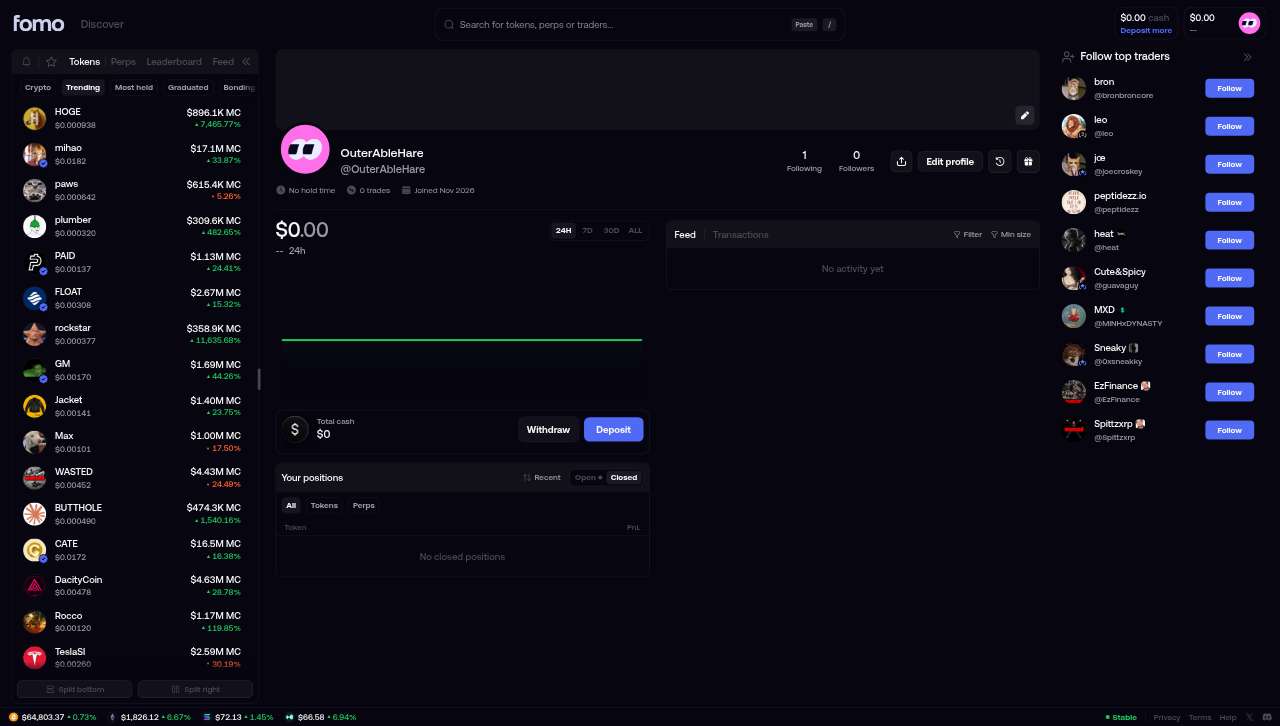 fomo
Discover
Search for tokens, perps or traders...
Paste
/
$0.00 cash
Deposit more
$0.00
—
Tokens
Perps
Leaderboard
Feed
Crypto
Trending
Most held
Graduated
Bonding
HOGE $896.1K MC
$0.000938 7,465.77%
mihao $17.1M MC
$0.0182 33.87%
paws $615.4K MC
$0.000642 5.26%
plumber $309.6K MC
$0.000320 482.65%
PAID $1.13M MC
$0.00137 24.41%
FLOAT $2.67M MC
$0.00308 15.32%
rockstar $358.9K MC
$0.000377 11,635.68%
GM $1.69M MC
$0.00170 44.26%
Jacket $1.40M MC
$0.00141 23.75%
Max $1.00M MC
$0.00101 17.50%
WASTED $4.43M MC
$0.00452 24.49%
BUTTHOLE $474.3K MC
$0.000490 1,540.16%
CATE $16.5M MC
$0.0172 16.38%
DacityCoin $4.63M MC
$0.00478 28.78%
Rocco $1.17M MC
$0.00120 119.85%
TeslaSI $2.59M MC
$0.00260 30.19%
Split bottom
Split right
OuterAbleHare
@OuterAbleHare
1
Following
0
Followers
Edit profile
No hold time
0 trades
Joined Nov 2026
$0.00
-- 24h
24H 7D 30D ALL
$
Total cash
$0
Withdraw
Deposit
Your positions
Recent
Open
Closed
All
Tokens
Perps
Token
PnL
No closed positions
Feed
Transactions
Filter
Min size
No activity yet
Follow top traders
bron
@bronbroncore
Follow
leo
@leo
Follow
jœ
@joecroskey
Follow
peptidezz.io
@peptidezz
Follow
heat
@heat
Follow
Cute&Spicy
@guavaguy
Follow
MXD
@MINHxDYNASTY
Follow
Sneaky
@0xsneakky
Follow
EzFinance
@EzFinance
Follow
Spittzxrp
@Spittzxrp
Follow
$64,803.37 0.73%
$1,826.12 6.67%
$72.13 1.45%
$66.58 6.94%
Stable
Privacy
Terms
Help